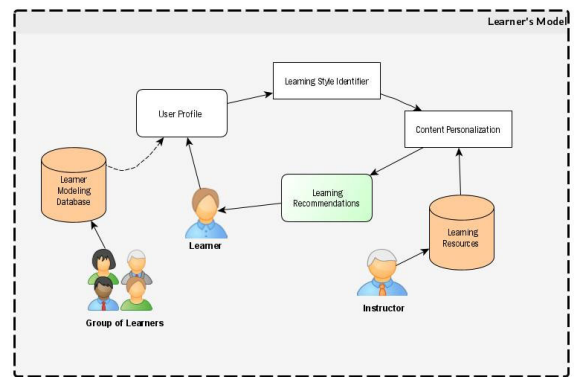 Learner's Model
Learning Style Identifier
User Profile
Content Personalization
Learner
Modeling
Database
Learning
Recommendations
Learning
Resources
Learner
Instructor
Group of Learners